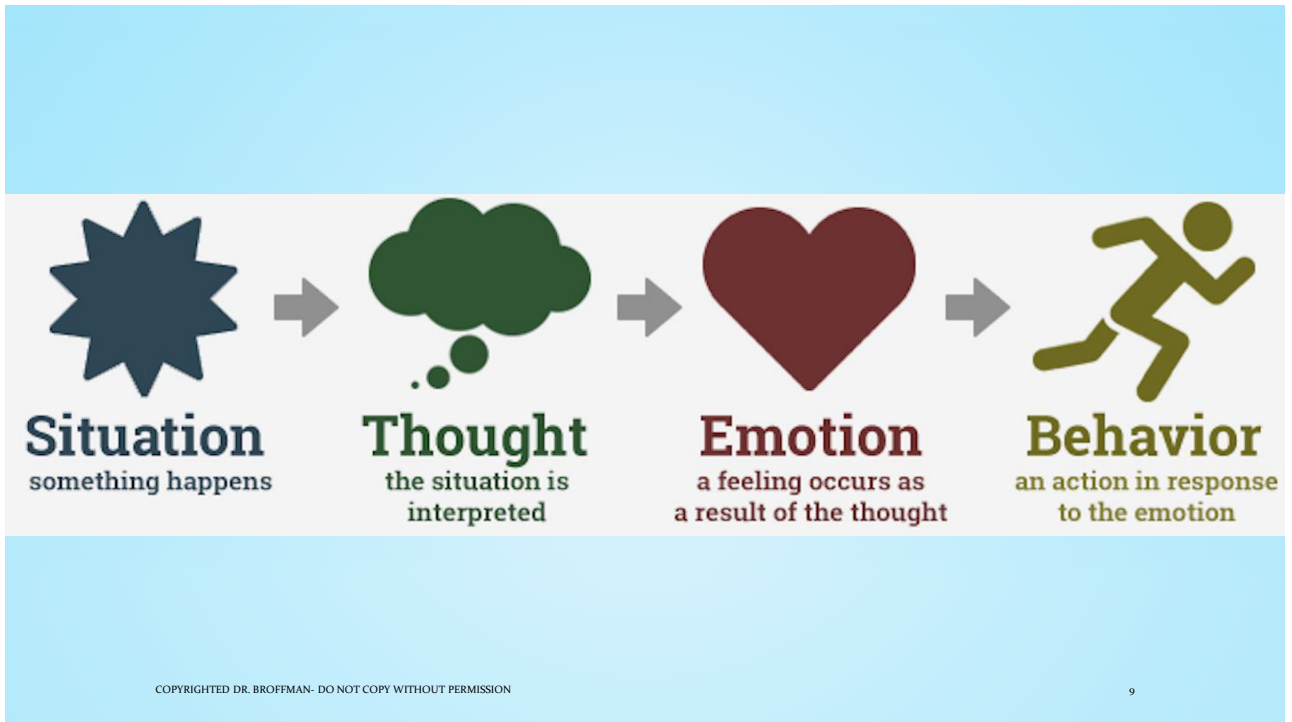 Situation
something happens
Thought
the situation is
interpreted
Emotion
a feeling occurs as
a result of the thought
Behavior
an action in response
to the emotion
COPYRIGHTED DR. BROFFMAN- DO NOT COPY WITHOUT PERMISSION
9